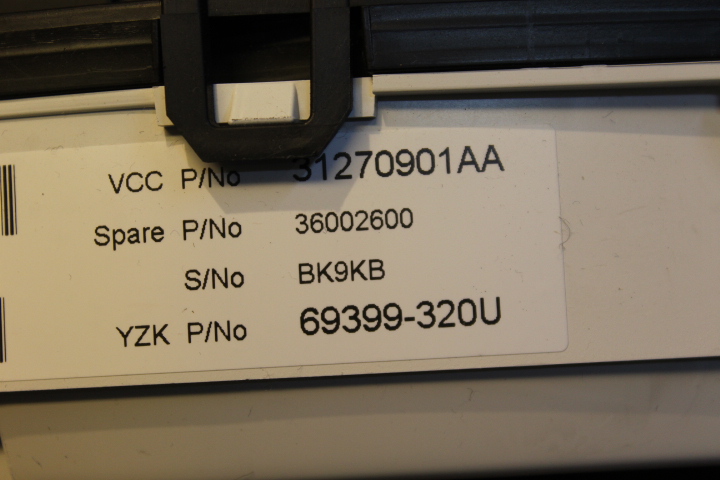 VCC P/No 31270901AA
Spare P/No 36002600
S/No BK9KB
YZK P/No 69399-320U